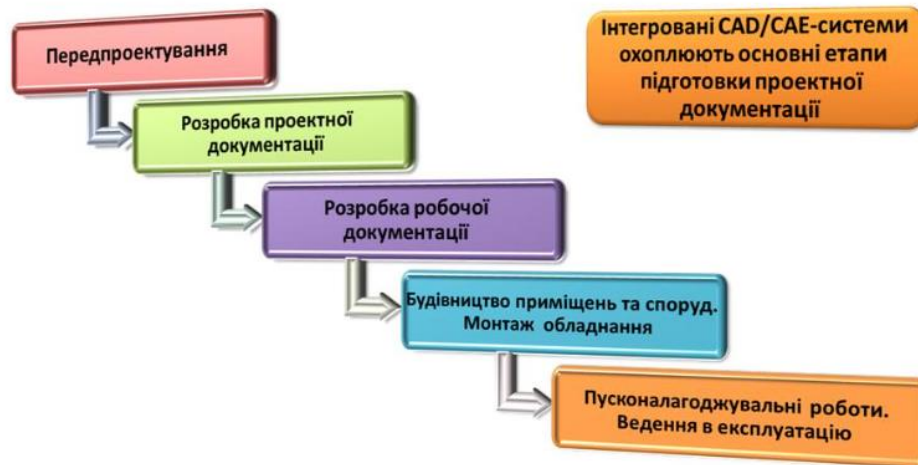 Передпроектування
Інтегровані CAD/CAE-системи
охоплюють основні етапи
підготовки проектної
документації
Розробка проектної
документації
Розробка робочої
документації
Будівництво приміщень та споруд.
Монтаж обладнання
Пусконалагоджувальні роботи.
Ведення в експлуатацію